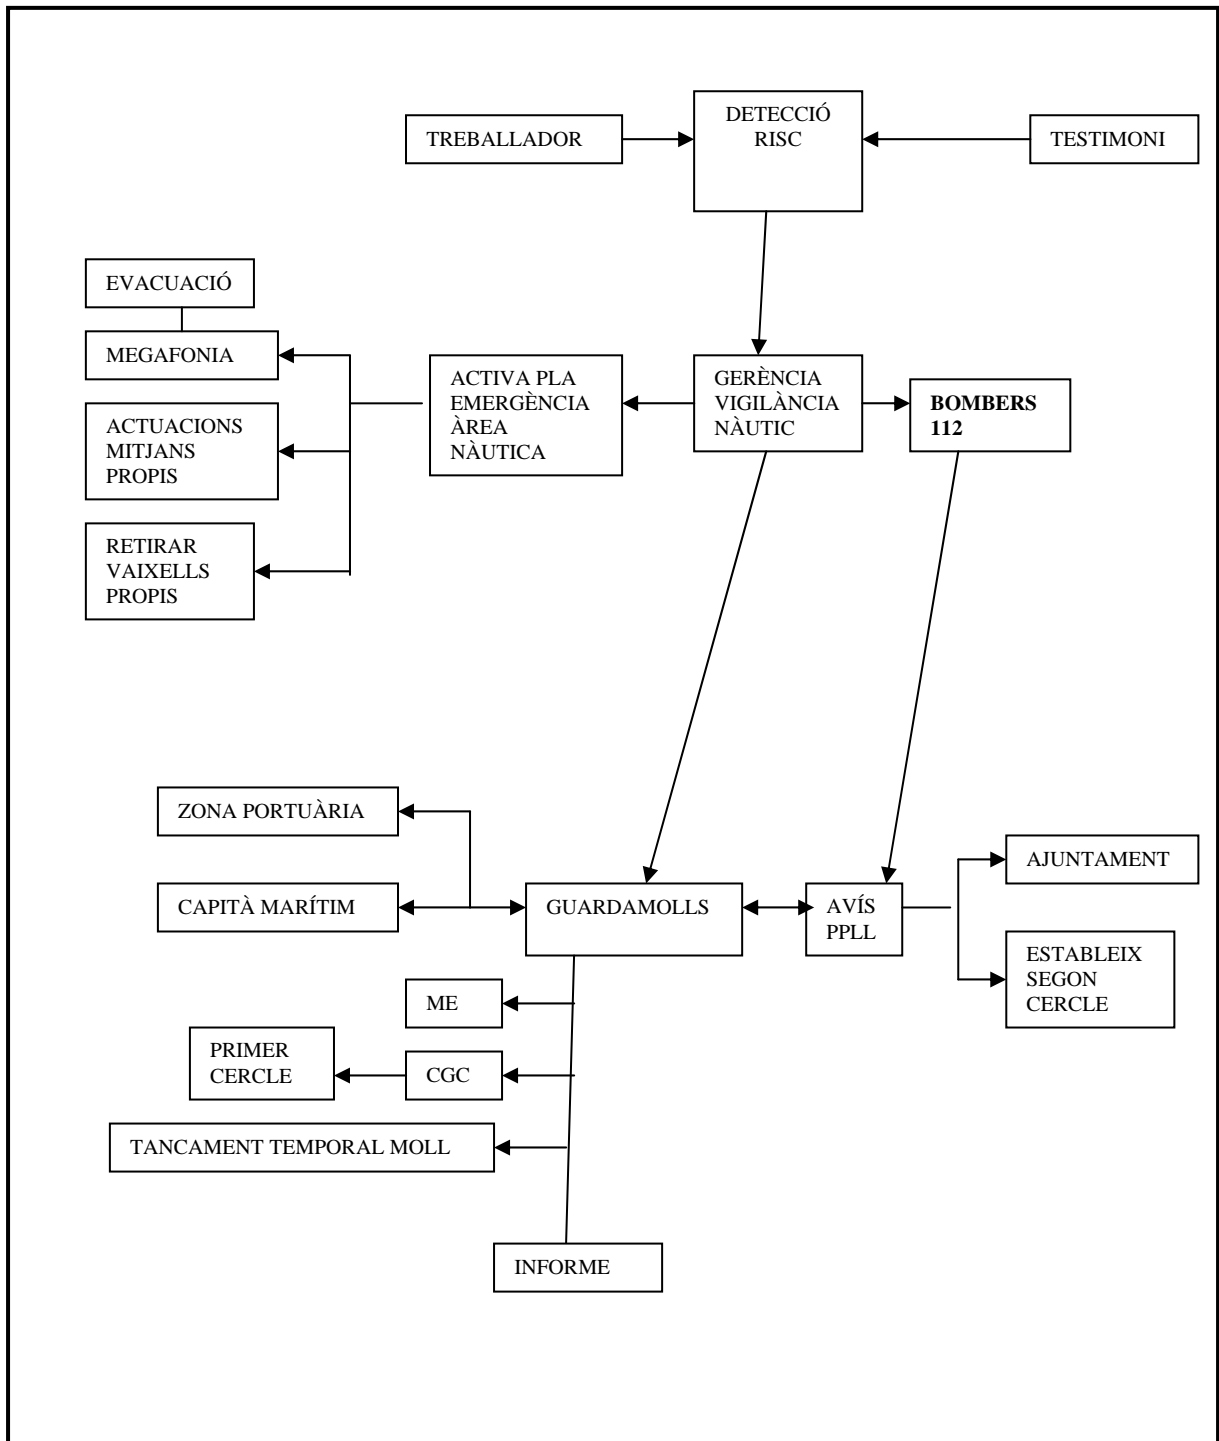 DETECCIÓ
RISC
TREBALLADOR
TESTIMONI
EVACUACIÓ
MEGAFONIA
ACTUACIONS
MITJANS
PROPIS
RETIRAR
VAIXELLS
PROPIS
ACTIVA PLA
EMERGÈNCIA
ÀREA
NÀUTICA
GERÈNCIA
VIGILÀNCIA
NÀUTIC
BOMBERS
112
ZONA PORTUÀRIA
CAPITÀ MARÍTIM
GUARDAMOLLS
AVÍS
PPLL
AJUNTAMENT
ESTABLEIX
SEGON
CERCLE
ME
PRIMER
CERCLE
CGC
TANCAMENT TEMPORAL MOLL
INFORME